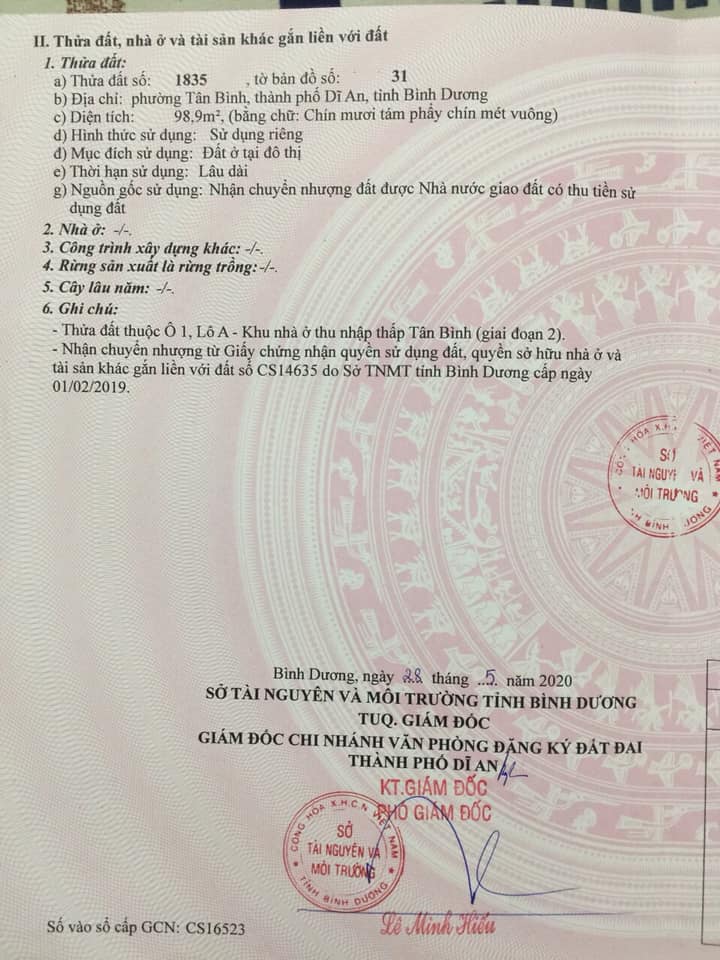 II. Thửa đất, nhà ở và tài sản khác gắn liền với đất
1. Thửa đất:
a) Thửa đất số: 1835 , tờ bản đồ số: 31
b) Địa chỉ: phường Tân Bình, thành phố Dĩ An, tỉnh Bình Dương
c) Diện tích: 98,9m², (bằng chữ: Chín mươi tám phẩy chín mét vuông)
d) Hình thức sử dụng: Sử dụng riêng
đ) Mục đích sử dụng: Đất ở tại đô thị
e) Thời hạn sử dụng: Lâu dài
g) Nguồn gốc sử dụng: Nhận chuyển nhượng đất được Nhà nước giao đất có thu tiền sử
dụng đất
2. Nhà ở: -/-.
3. Công trình xây dựng khác: -/-.
4. Rừng sản xuất là rừng trồng:-/-.
5. Cây lâu năm: -/-.
6. Ghi chú:
- Thửa đất thuộc Ô 1, Lô A - Khu nhà ở thu nhập thấp Tân Bình (giai đoạn 2).
- Nhận chuyển nhượng từ Giấy chứng nhận quyền sử dụng đất, quyền sở hữu nhà ở và
tài sản khác gắn liền với đất số CS14635 do Sở TNMT tỉnh Bình Dương cấp ngày
01/02/2019.
SỞ
TÀI NGUY VÀ
MÔI TRƯỜNG
Bình Dương, ngày 28 tháng ..5. năm 2020
SỞ TÀI NGUYÊN VÀ MÔI TRƯỜNG TỈNH BÌNH DƯƠNG
TUQ. GIÁM ĐỐC
GIÁM ĐỐC CHI NHÁNH VĂN PHÒNG ĐĂNG KÝ ĐẤT ĐAI
THÀNH PHỐ DĨ AN
KT.GIÁM ĐỐC
PHÓ GIÁM ĐỐC
CỘNG HÒA X.H.C.N VIỆT NAM
SỞ
TÀI NGUYÊN VÀ
MÔI TRƯỜNG
TỈNH BÌNH DƯƠNG
Lê Minh Hiếu
Số vào sổ cấp GCN: CS16523